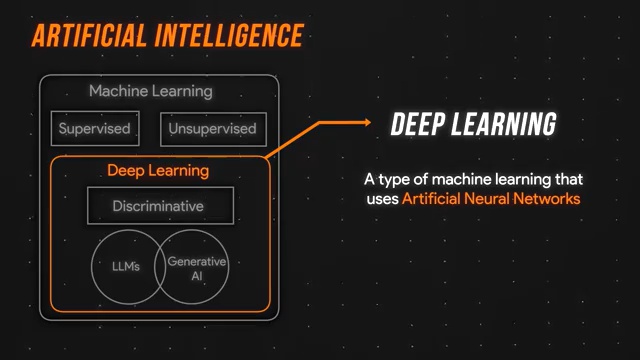 ARTIFICIAL INTELLIGENCE
Machine Learning
Supervised
Unsupervised
Deep Learning
Discriminative
LLMs
Generative
AI
DEEP LEARNING
A type of machine learning that
uses Artificial Neural Networks